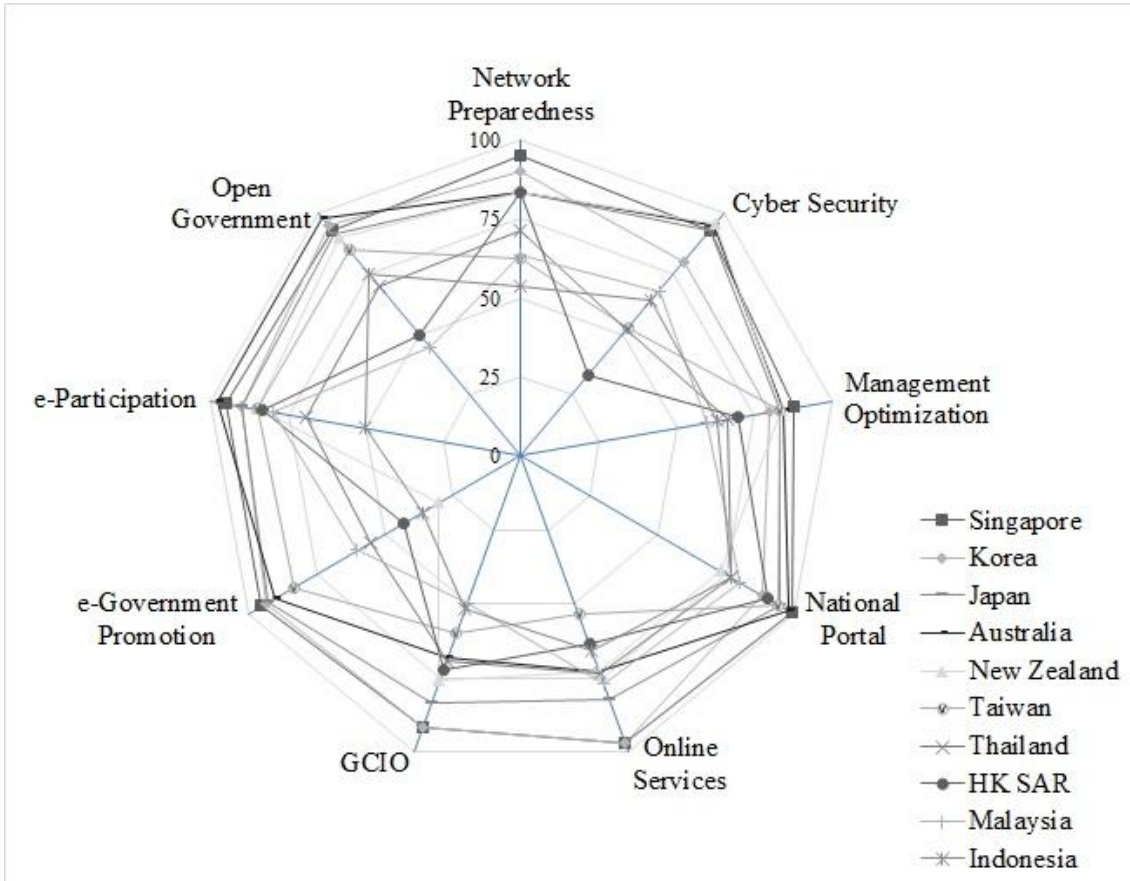 Network
Preparedness
100
75
50
25
0
Cyber Security
Management
Optimization
National
Portal
Online
Services
GCIO
e-Government
Promotion
e-Participation
Open
Government
Singapore
Korea
Japan
Australia
New Zealand
Taiwan
Thailand
HK SAR
Malaysia
Indonesia